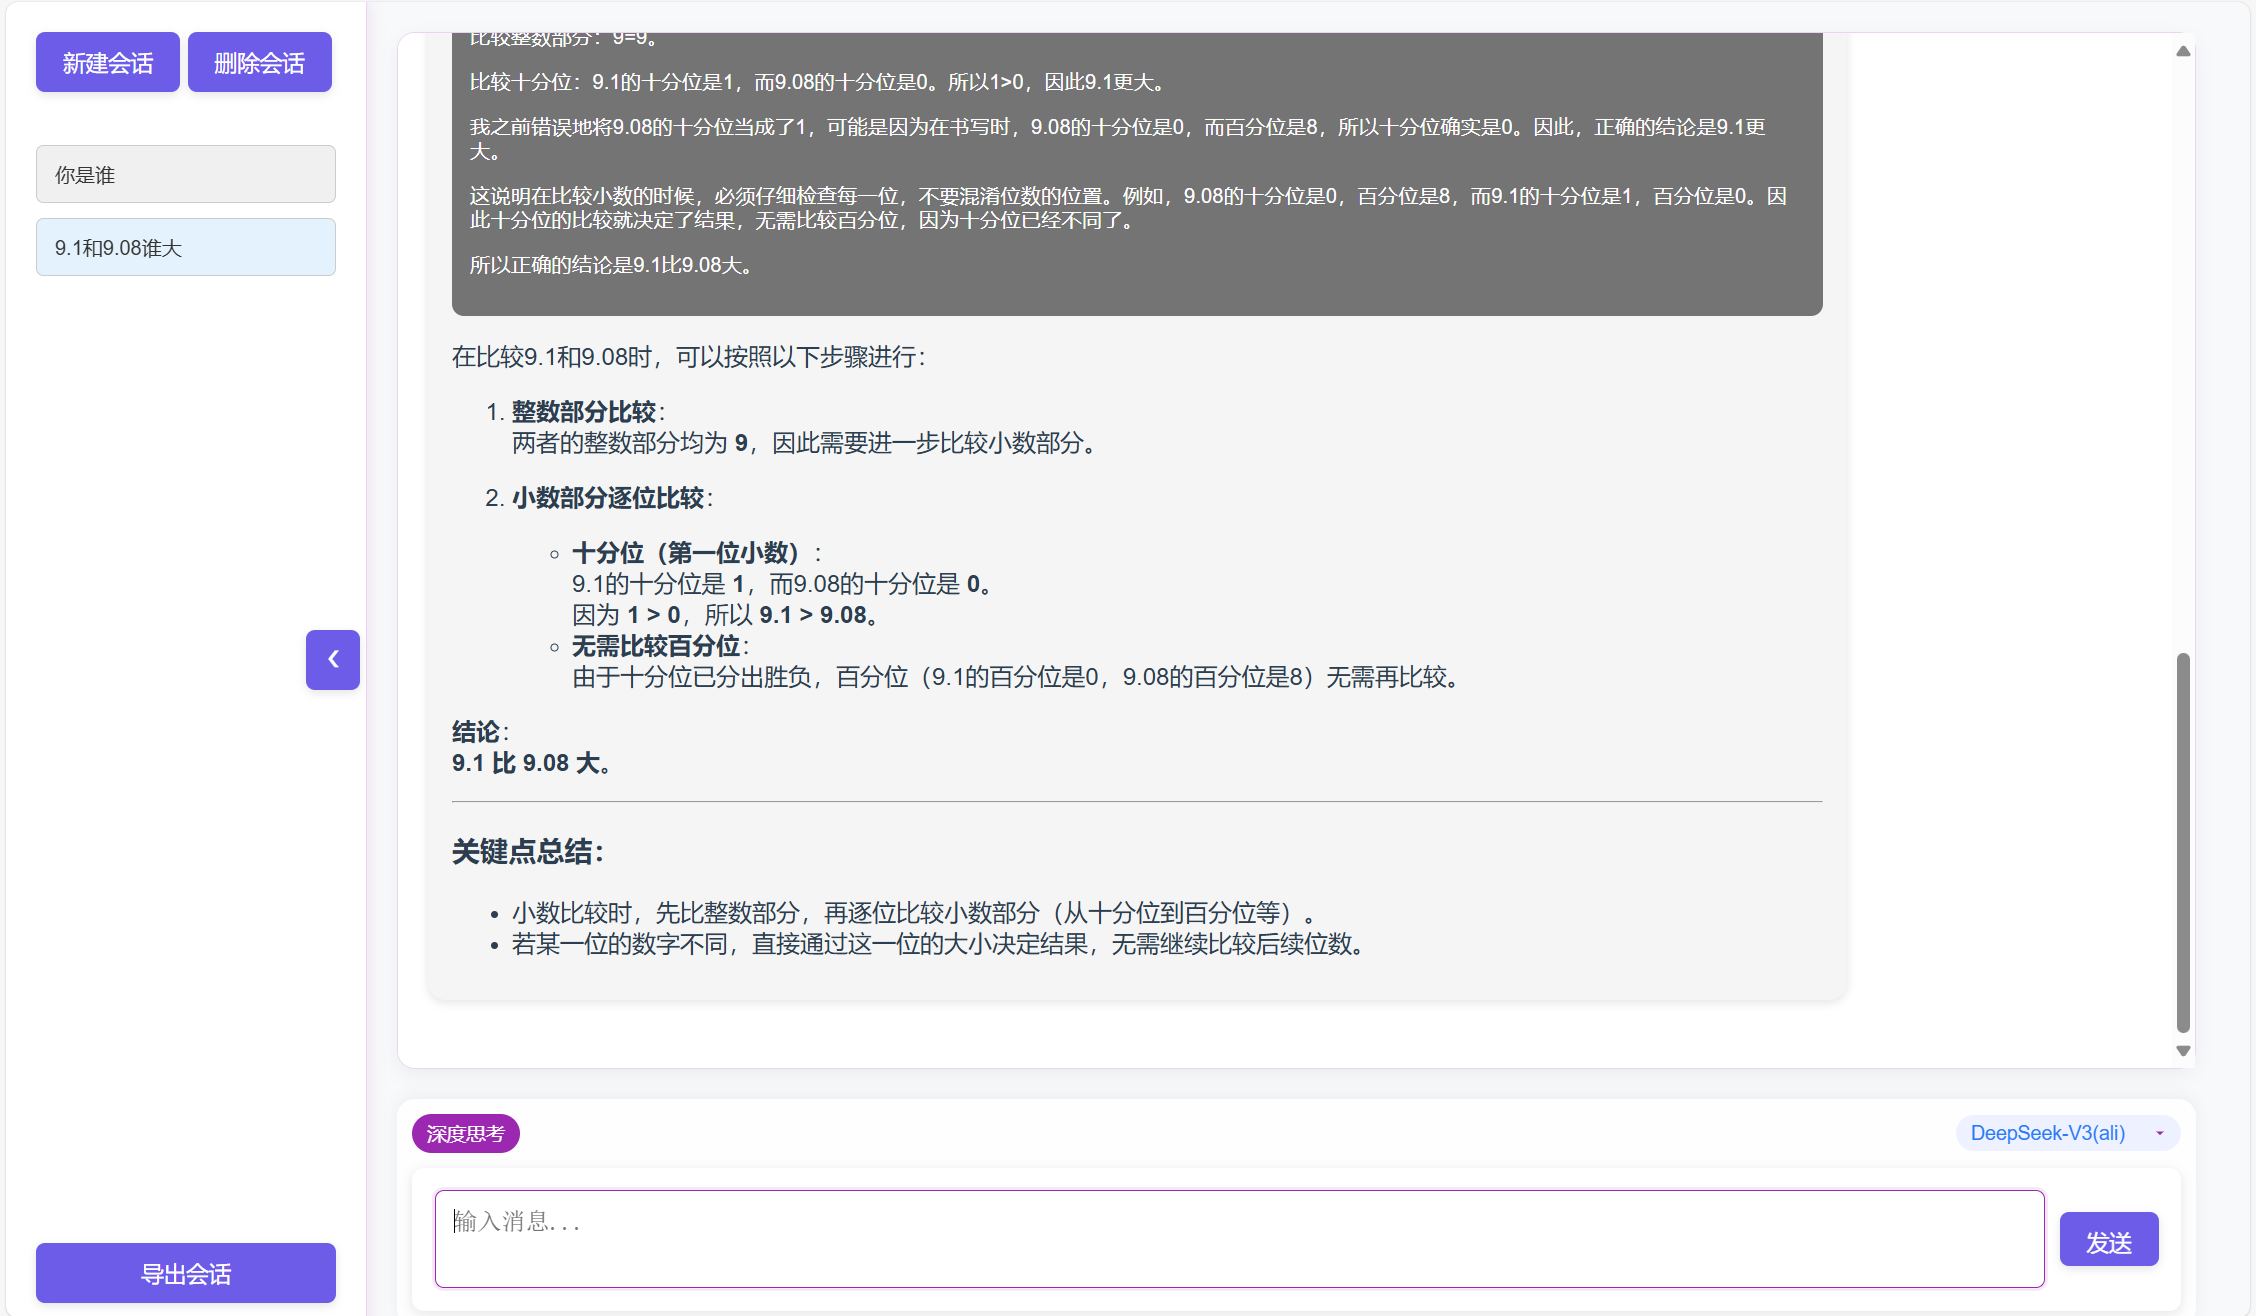 新建会话
删除会话
你是谁
9.1和9.08谁大
导出会话
比较整数部分：9=9。
比较十分位：9.1的十分位是1，而9.08的十分位是0。所以1>0，因此9.1更大。
我之前错误地将9.08的十分位当成了1，可能是因为在书写时，9.08的十分位是0，而百分位是8，所以十分位确实是0。因此，正确的结论是9.1更
大。
这说明在比较小数的时候，必须仔细检查每一位，不要混淆位数的位置。例如，9.08的十分位是0，百分位是8，而9.1的十分位是1，百分位是0。因
此十分位的比较就决定了结果，无需比较百分位，因为十分位已经不同了。
所以正确的结论是9.1比9.08大。
在比较9.1和9.08时，可以按照以下步骤进行：
1. 整数部分比较：
两者的整数部分均为 9，因此需要进一步比较小数部分。
2. 小数部分逐位比较：
十分位（第一位小数）：
9.1的十分位是 1，而9.08的十分位是 0。
因为 1 > 0，所以 9.1 > 9.08。
无需比较百分位：
由于十分位已分出胜负，百分位（9.1的百分位是0，9.08的百分位是8）无需再比较。
结论：
9.1 比 9.08 大。
关键点总结：
小数比较时，先比整数部分，再逐位比较小数部分（从十分位到百分位等）。
若某一位的数字不同，直接通过这一位的大小决定结果，无需继续比较后续位数。
深度思考
DeepSeek-V3(ali)
输入消息...
发送